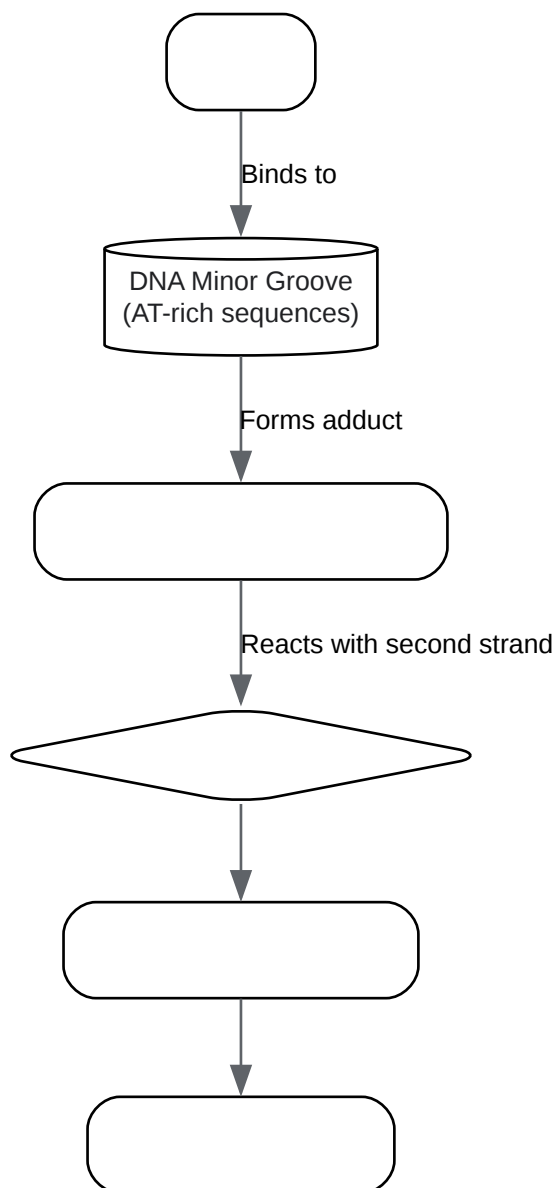 Binds to
DNA Minor Groove
(AT-rich sequences)
Forms adduct
Reacts with second strand